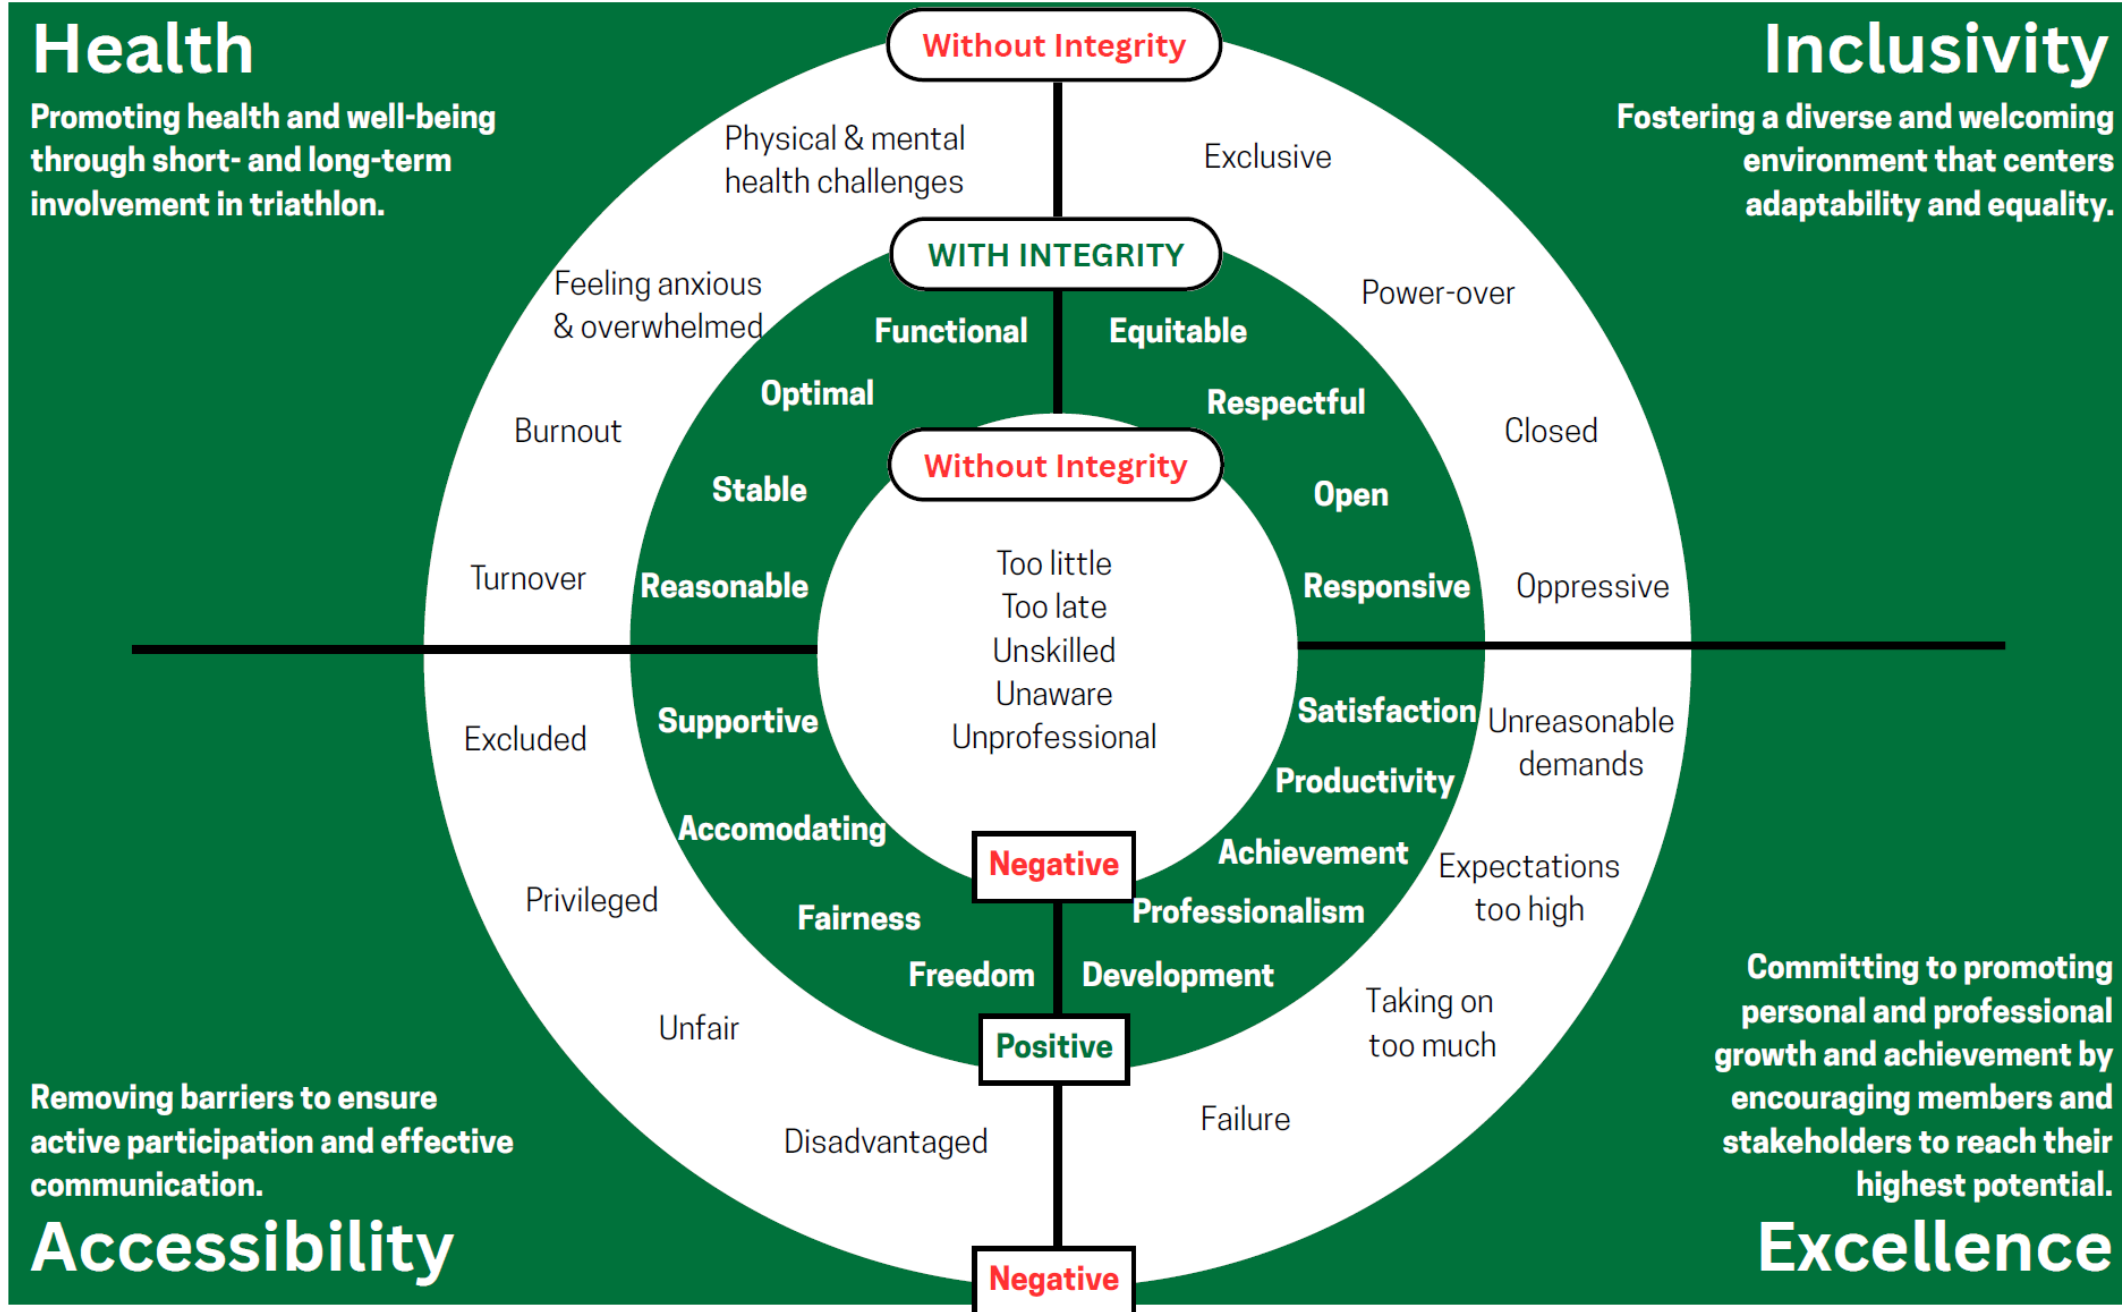 Health
Promoting health and well-being
through short- and long-term
involvement in triathlon.
Inclusivity
Fostering a diverse and welcoming
environment that centers
adaptability and equality.
Without Integrity
Physical & mental
health challenges
Feeling anxious
& overwhelmed
Burnout
Turnover
Exclusive
Power-over
Closed
Oppressive
WITH INTEGRITY
Functional
Optimal
Stable
Reasonable
Equitable
Respectful
Open
Responsive
Without Integrity
Too little
Too late
Unskilled
Unaware
Unprofessional
Negative
Supportive
Accomodating
Fairness
Freedom
Satisfaction
Productivity
Achievement
Professionalism
Development
Positive
Excluded
Privileged
Unfair
Disadvantaged
Unreasonable
demands
Expectations
too high
Taking on
too much
Failure
Negative
Removing barriers to ensure
active participation and effective
communication.
Accessibility
Committing to promoting
personal and professional
growth and achievement by
encouraging members and
stakeholders to reach their
highest potential.
Excellence